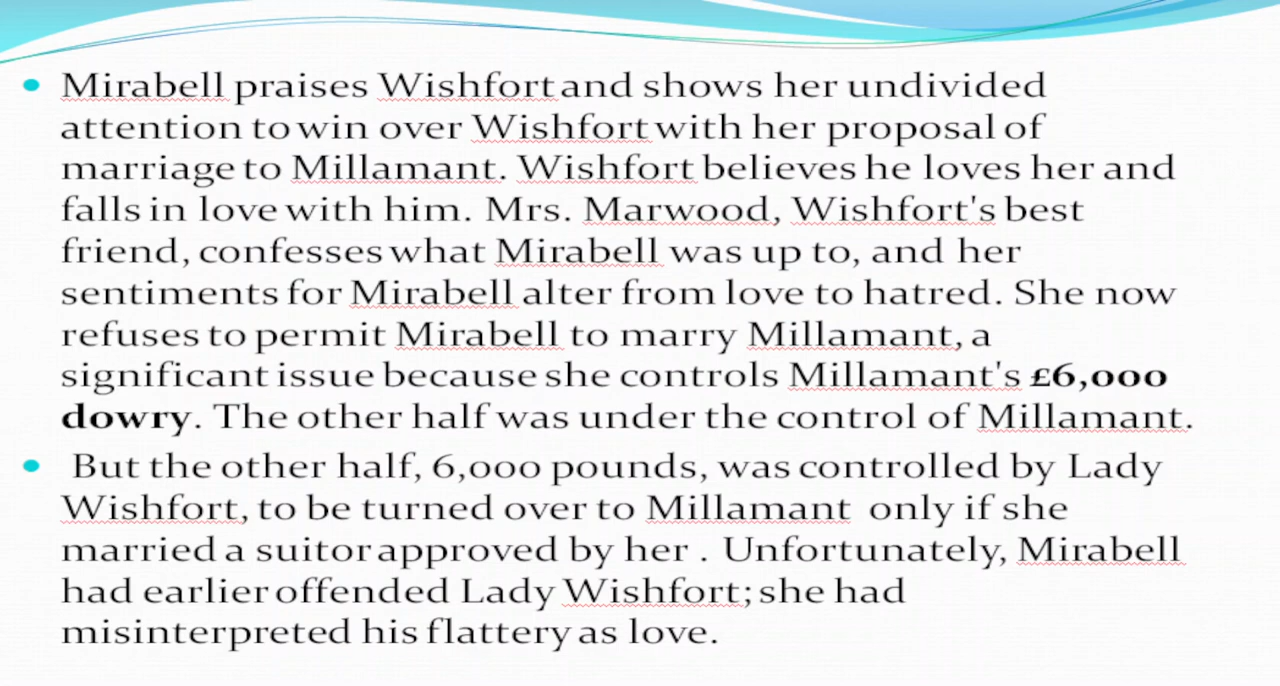 Mirabell praises Wishfort and shows her undivided
attention to win over Wishfort with her proposal of
marriage to Millamant. Wishfort believes he loves her and
falls in love with him. Mrs. Marwood, Wishfort's best
friend, confesses what Mirabell was up to, and her
sentiments for Mirabell alter from love to hatred. She now
refuses to permit Mirabell to marry Millamant, a
significant issue because she controls Millamant's £6,000
dowry. The other half was under the control of Millamant.
But the other half, 6,000 pounds, was controlled by Lady
Wishfort, to be turned over to Millamant only if she
married a suitor approved by her . Unfortunately, Mirabell
had earlier offended Lady Wishfort; she had
misinterpreted his flattery as love.